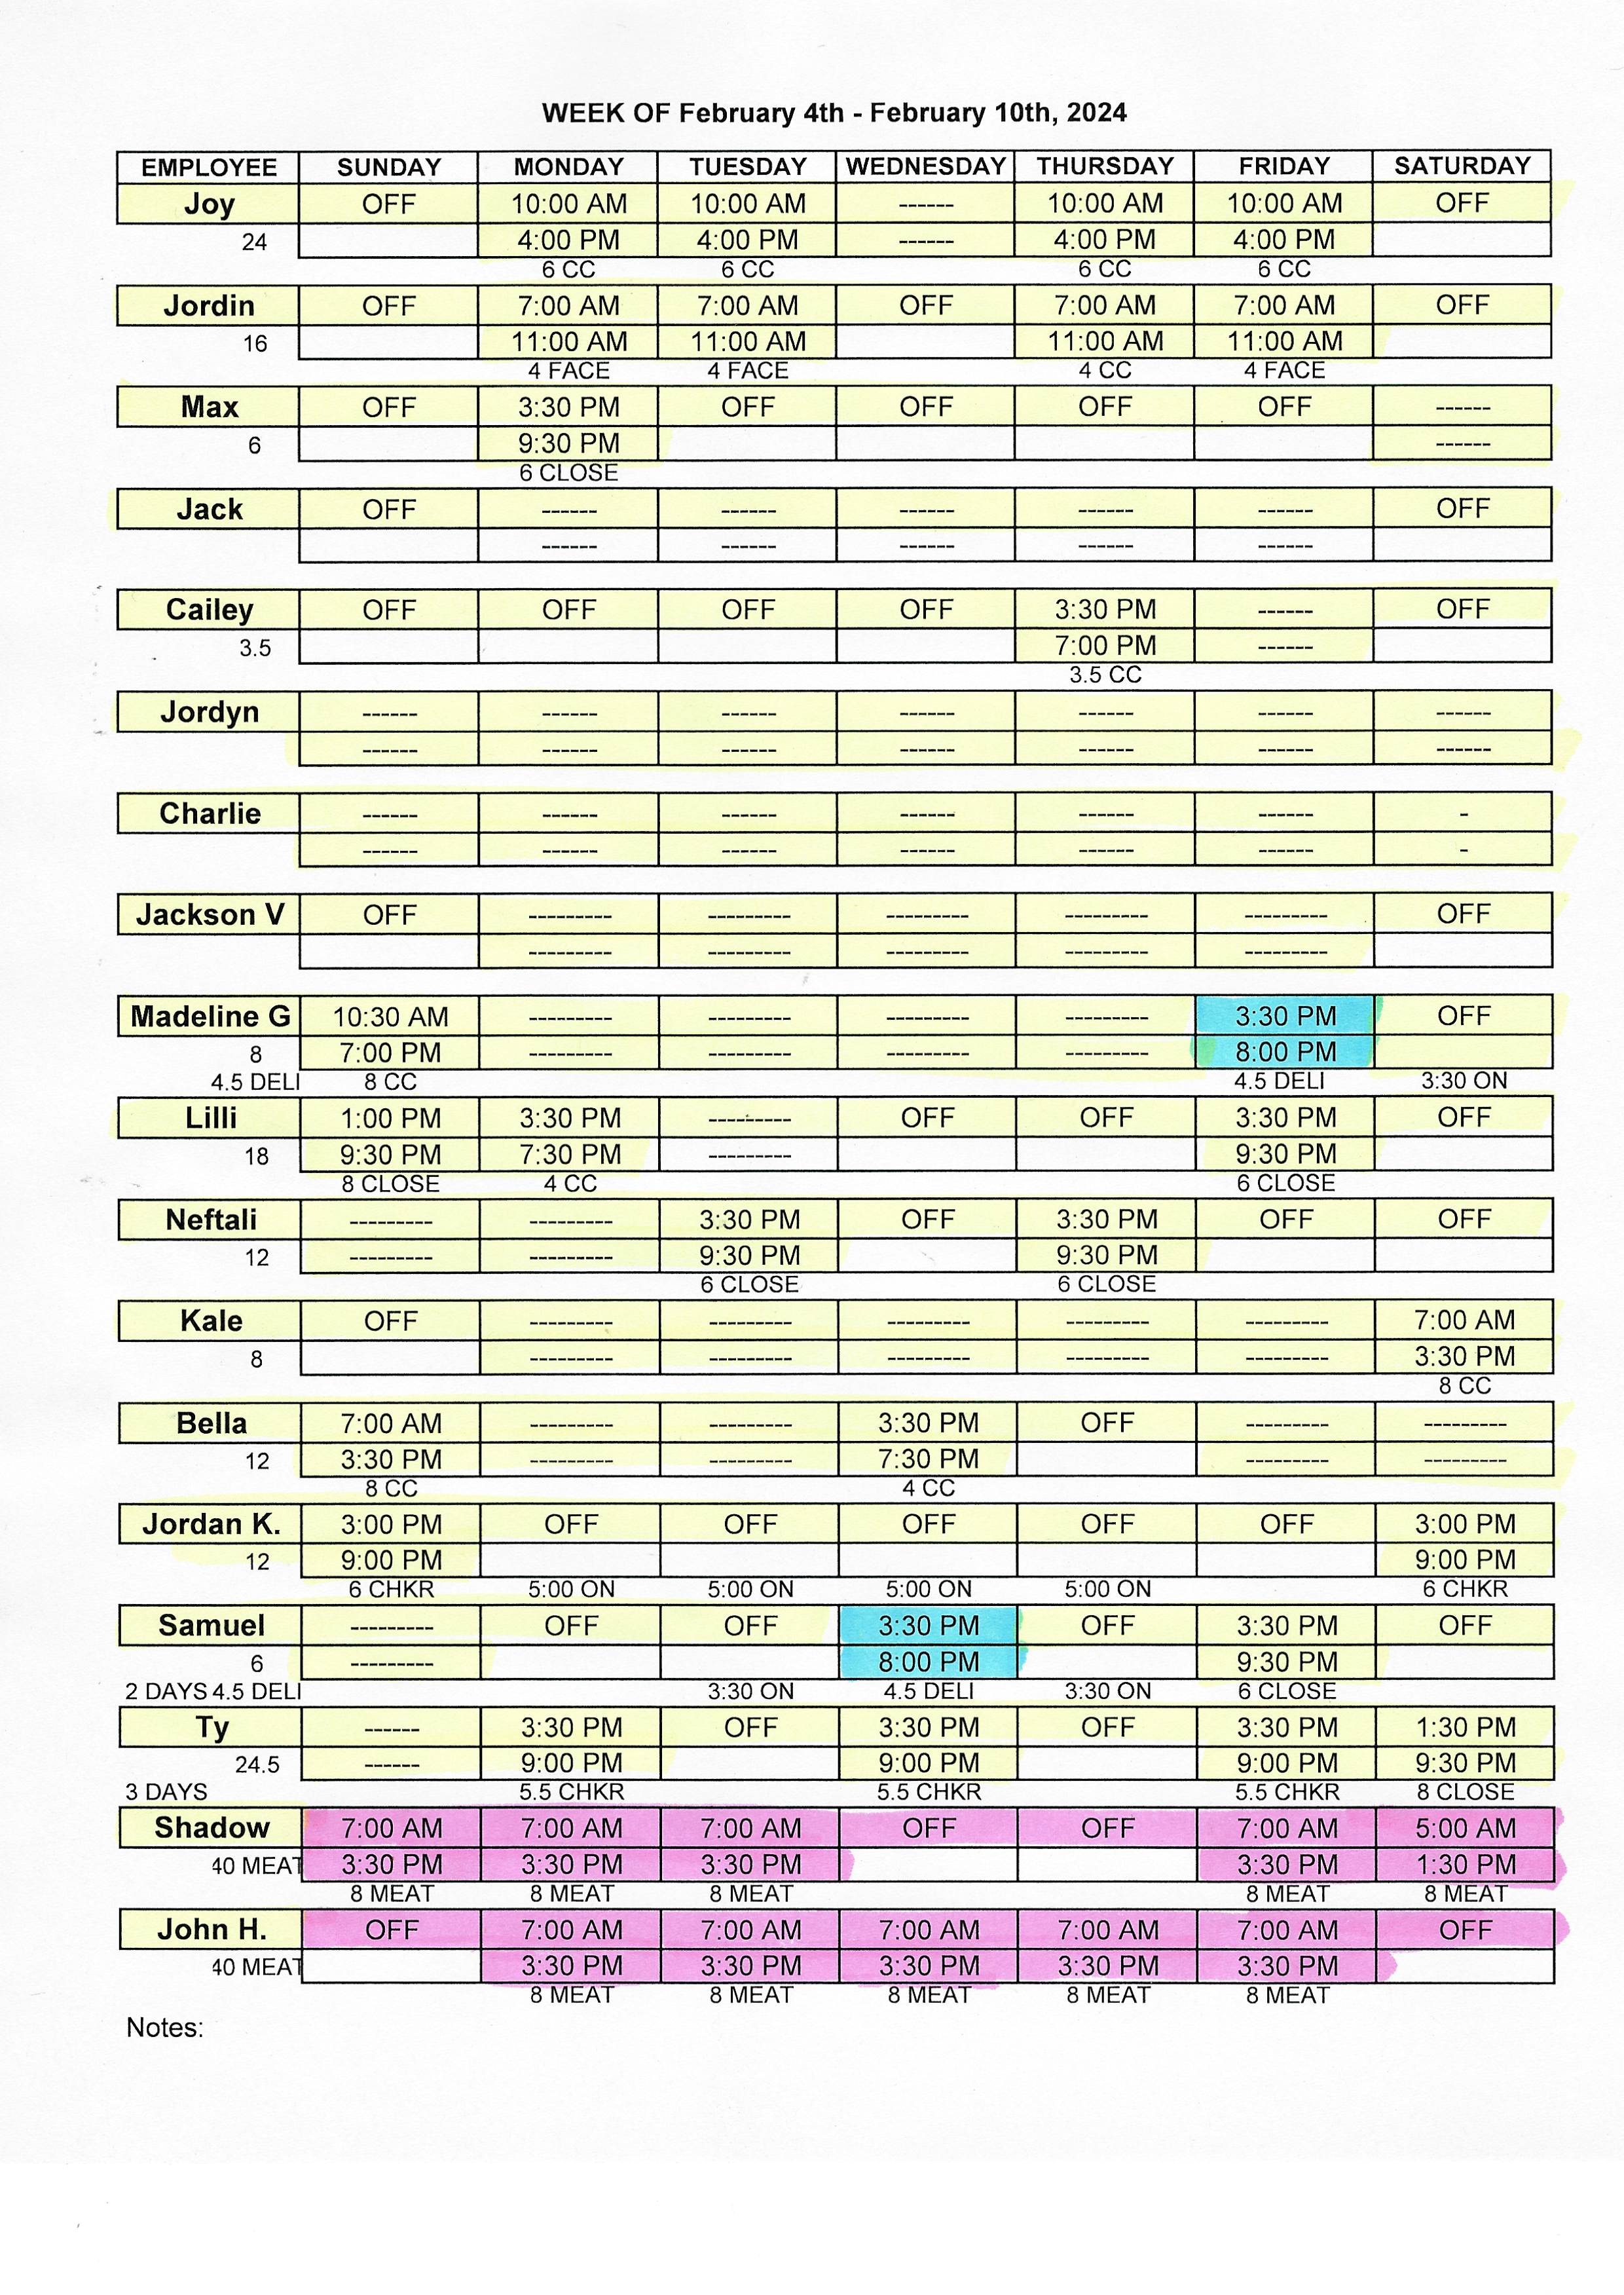 WEEK OF February 4th - February 10th, 2024
EMPLOYEE SUNDAY MONDAY TUESDAY WEDNESDAY THURSDAY FRIDAY SATURDAY
Joy OFF 10:00 AM 10:00 AM ------ 10:00 AM 10:00 AM OFF
24 4:00 PM 4:00 PM ------ 4:00 PM 4:00 PM
6 CC 6 CC 6 CC 6 CC
Jordin OFF 7:00 AM 7:00 AM OFF 7:00 AM 7:00 AM OFF
16 11:00 AM 11:00 AM 11:00 AM 11:00 AM
4 FACE 4 FACE 4 CC 4 FACE
Max OFF 3:30 PM OFF OFF OFF OFF ------
6 9:30 PM ------
6 CLOSE
Jack OFF ------ ------ ------ ------ ------ OFF
------ ------ ------ ------ ------
Cailey OFF OFF OFF OFF 3:30 PM ------ OFF
3.5 7:00 PM ------
3.5 CC
Jordyn ------ ------ ------ ------ ------ ------ ------
------ ------ ------ ------ ------ ------ ------
Charlie ------ ------ ------ ------ ------ ------ -
------ ------ ------ ------ ------ ------ -
Jackson V OFF --------- --------- --------- --------- --------- OFF
--------- --------- --------- --------- ---------
Madeline G 10:30 AM --------- --------- --------- --------- 3:30 PM OFF
8 7:00 PM --------- --------- --------- --------- 8:00 PM
4.5 DELI 8 CC 4.5 DELI 3:30 ON
Lilli 1:00 PM 3:30 PM --------- OFF OFF 3:30 PM OFF
18 9:30 PM 7:30 PM --------- 9:30 PM
8 CLOSE 4 CC 6 CLOSE
Neftali --------- --------- 3:30 PM OFF 3:30 PM OFF OFF
12 --------- --------- 9:30 PM 9:30 PM
6 CLOSE 6 CLOSE
Kale OFF --------- --------- --------- --------- --------- 7:00 AM
8 --------- --------- --------- --------- --------- 3:30 PM
8 CC
Bella 7:00 AM --------- --------- 3:30 PM OFF --------- ---------
12 3:30 PM --------- --------- 7:30 PM --------- ---------
8 CC 4 CC
Jordan K. 3:00 PM OFF OFF OFF OFF OFF 3:00 PM
12 9:00 PM 9:00 PM
6 CHKR 5:00 ON 5:00 ON 5:00 ON 5:00 ON 6 CHKR
Samuel --------- OFF OFF 3:30 PM OFF 3:30 PM OFF
6 --------- 8:00 PM 9:30 PM
2 DAYS 4.5 DELI 3:30 ON 4.5 DELI 3:30 ON 6 CLOSE
Ty ------ 3:30 PM OFF 3:30 PM OFF 3:30 PM 1:30 PM
24.5 ------ 9:00 PM 9:00 PM 9:00 PM 9:30 PM
3 DAYS 5.5 CHKR 5.5 CHKR 5.5 CHKR 8 CLOSE
Shadow 7:00 AM 7:00 AM 7:00 AM OFF OFF 7:00 AM 5:00 AM
40 MEAT 3:30 PM 3:30 PM 3:30 PM 3:30 PM 1:30 PM
8 MEAT 8 MEAT 8 MEAT 8 MEAT 8 MEAT
John H. OFF 7:00 AM 7:00 AM 7:00 AM 7:00 AM 7:00 AM OFF
40 MEAT 3:30 PM 3:30 PM 3:30 PM 3:30 PM 3:30 PM
8 MEAT 8 MEAT 8 MEAT 8 MEAT 8 MEAT
Notes: